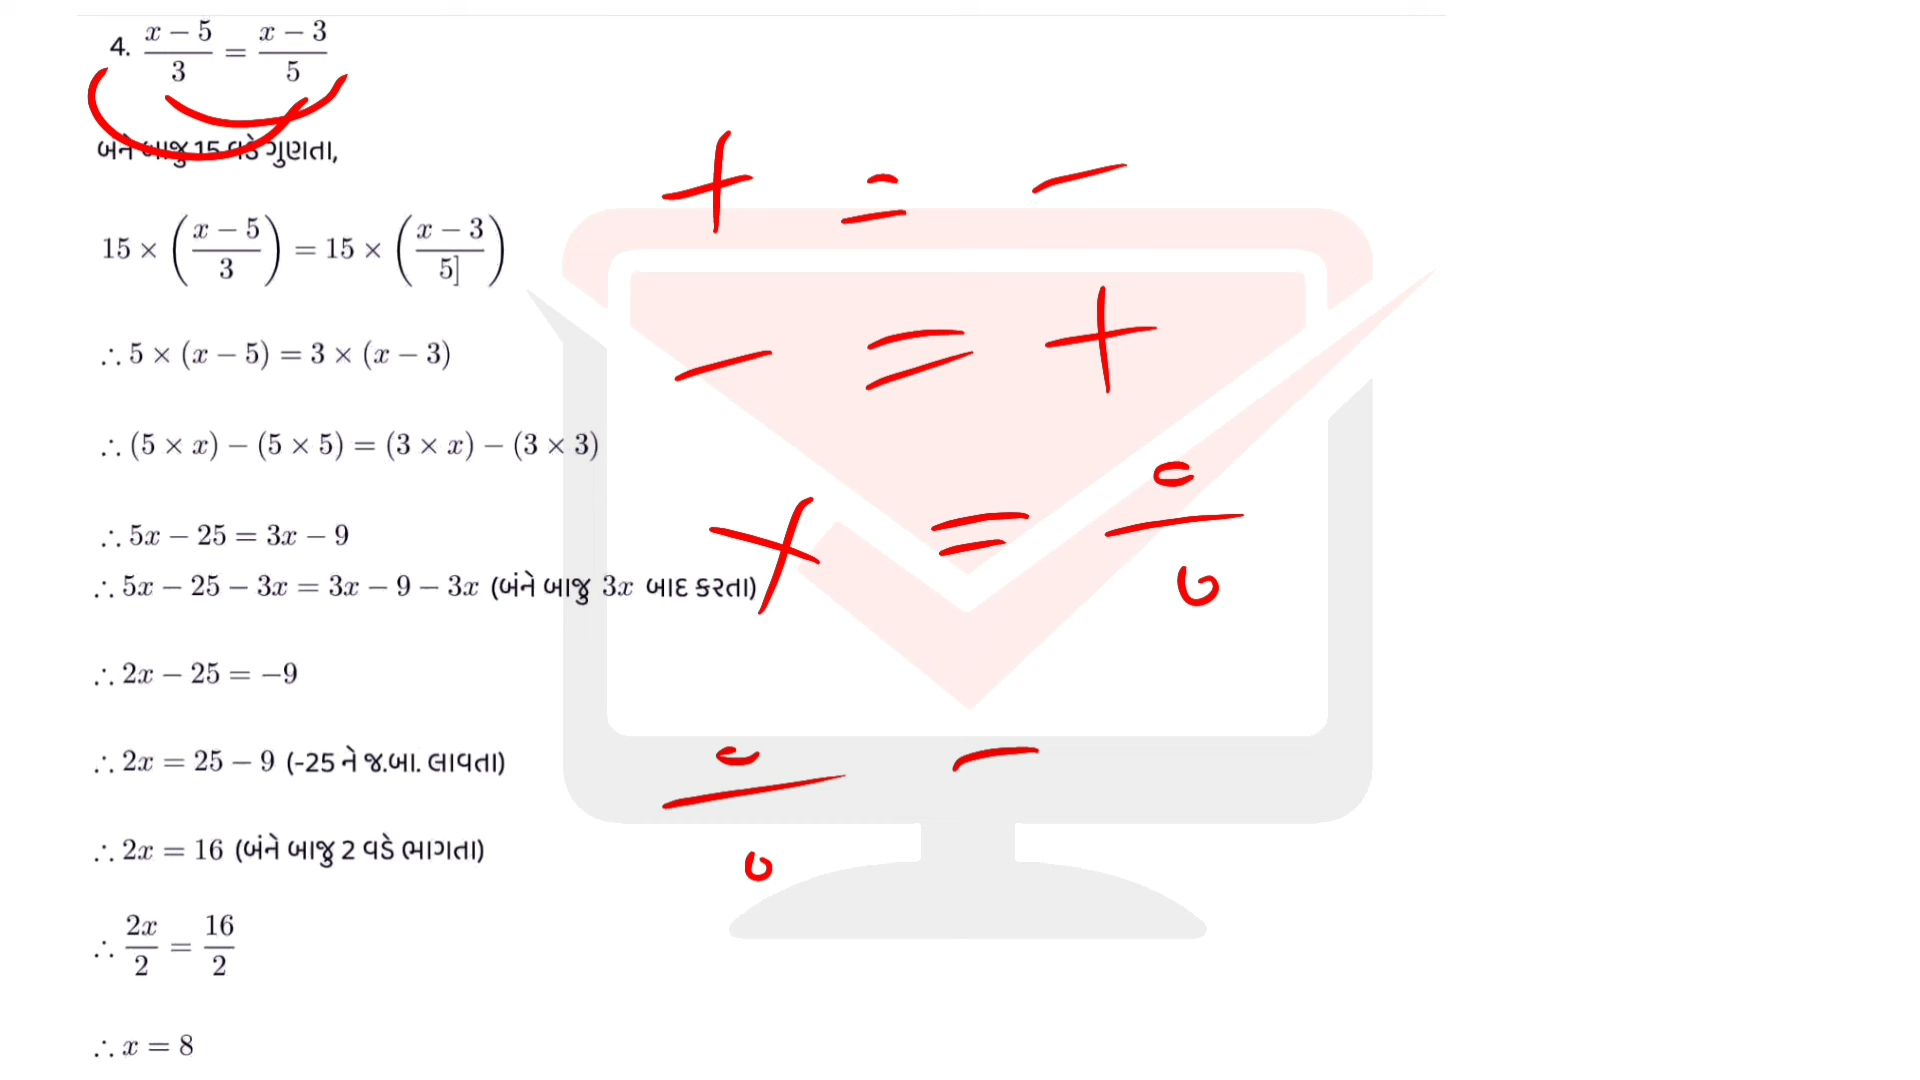 4. (x − 5)/3 = (x − 3)/5
બંને બાજુ 15 વડે ગુણતા,
15 × ((x − 5)/3) = 15 × ((x − 3)/5])
∴ 5 × (x − 5) = 3 × (x − 3)
∴ (5 × x) − (5 × 5) = (3 × x) − (3 × 3)
∴ 5x − 25 = 3x − 9
∴ 5x − 25 − 3x = 3x − 9 − 3x (બંને બાજુ 3x બાદ કરતા)
∴ 2x − 25 = −9
∴ 2x = 25 − 9 (-25 ને જ.બા. લાવતા)
∴ 2x = 16 (બંને બાજુ 2 વડે ભાગતા)
∴ 2x/2 = 16/2
∴ x = 8
+ = −
− = +